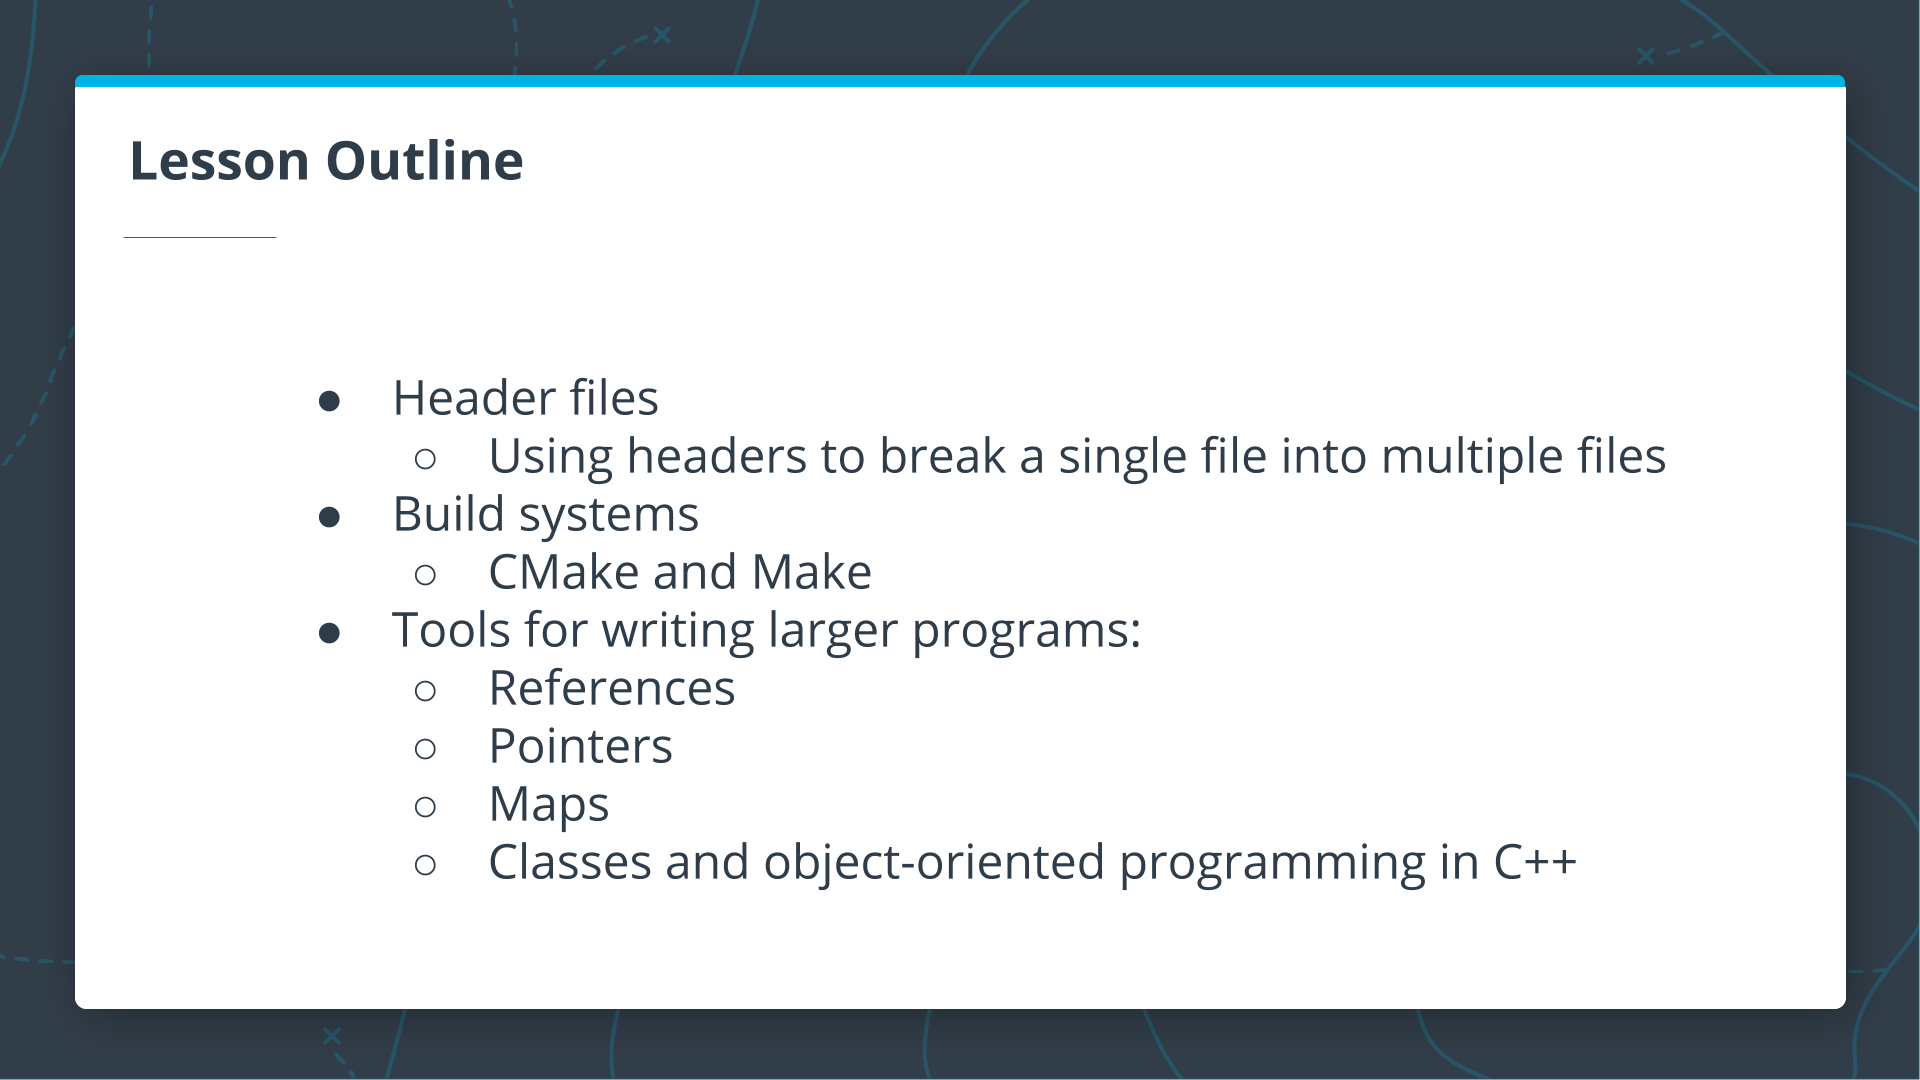 Lesson Outline
● Header files
○ Using headers to break a single file into multiple files
● Build systems
○ CMake and Make
● Tools for writing larger programs:
○ References
○ Pointers
○ Maps
○ Classes and object-oriented programming in C++